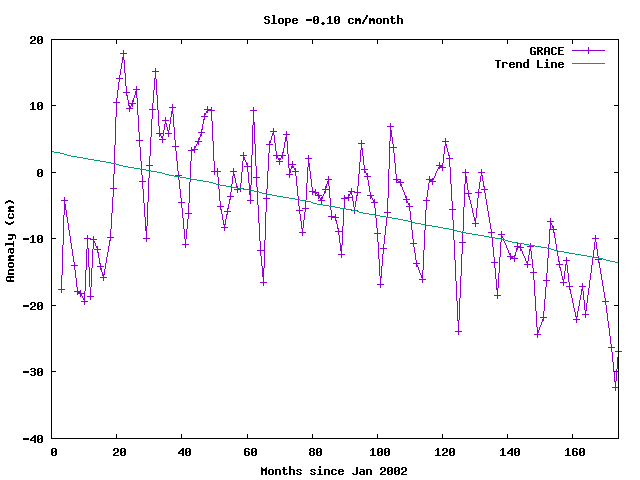 Slope -0.10 cm/month
GRACE
Trend Line
20
10
0
-10
-20
-30
-40
Anomaly (cm)
0 20 40 60 80 100 120 140 160
Months since Jan 2002